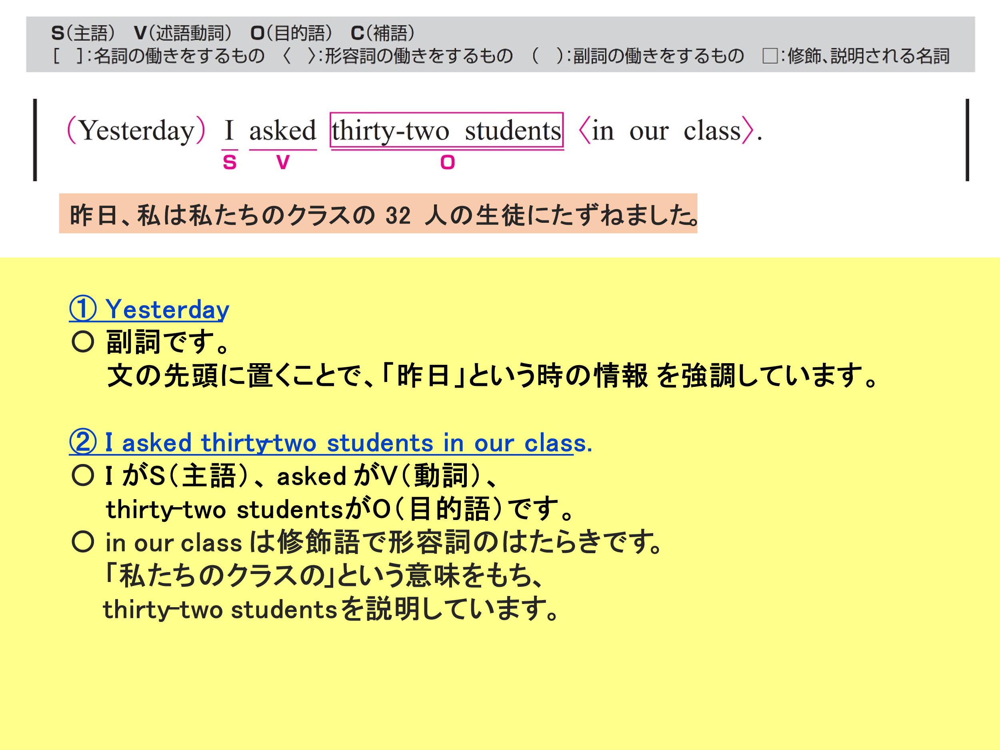 S（主語） V（述語動詞） O（目的語） C（補語）
［ ］：名詞の働きをするもの 〈 〉：形容詞の働きをするもの （ ）：副詞の働きをするもの □：修飾、説明される名詞
（Yesterday） I asked thirty-two students 〈in our class〉.
S V O
昨日、私は私たちのクラスの 32 人の生徒にたずねました。
① Yesterday
○ 副詞です。
文の先頭に置くことで、「昨日」という時の情報 を強調しています。
② I asked thirty-two students in our class.
○ I がS（主語）、asked がV（動詞）、
thirty-two studentsがO（目的語）です。
○ in our class は修飾語で形容詞のはたらきです。
「私たちのクラスの」という意味をもち、
thirty-two studentsを説明しています。